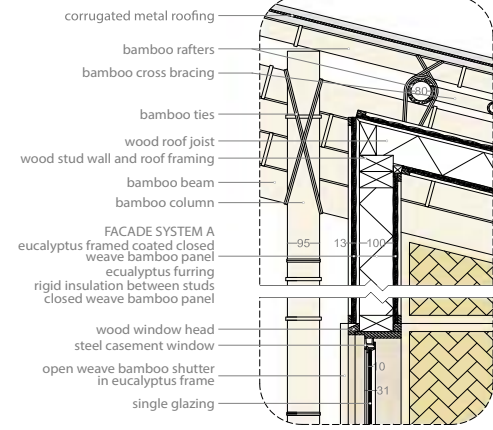 corrugated metal roofing
bamboo rafters
bamboo cross bracing
80
bamboo ties
wood roof joist
wood stud wall and roof framing
bamboo beam
bamboo column
FACADE SYSTEM A
eucalyptus framed coated closed
weave bamboo panel
ecualyptus furring
rigid insulation between studs
closed weave bamboo panel
95
13
100
wood window head
steel casement window
open weave bamboo shutter
in eucalyptus frame
single glazing
10
31